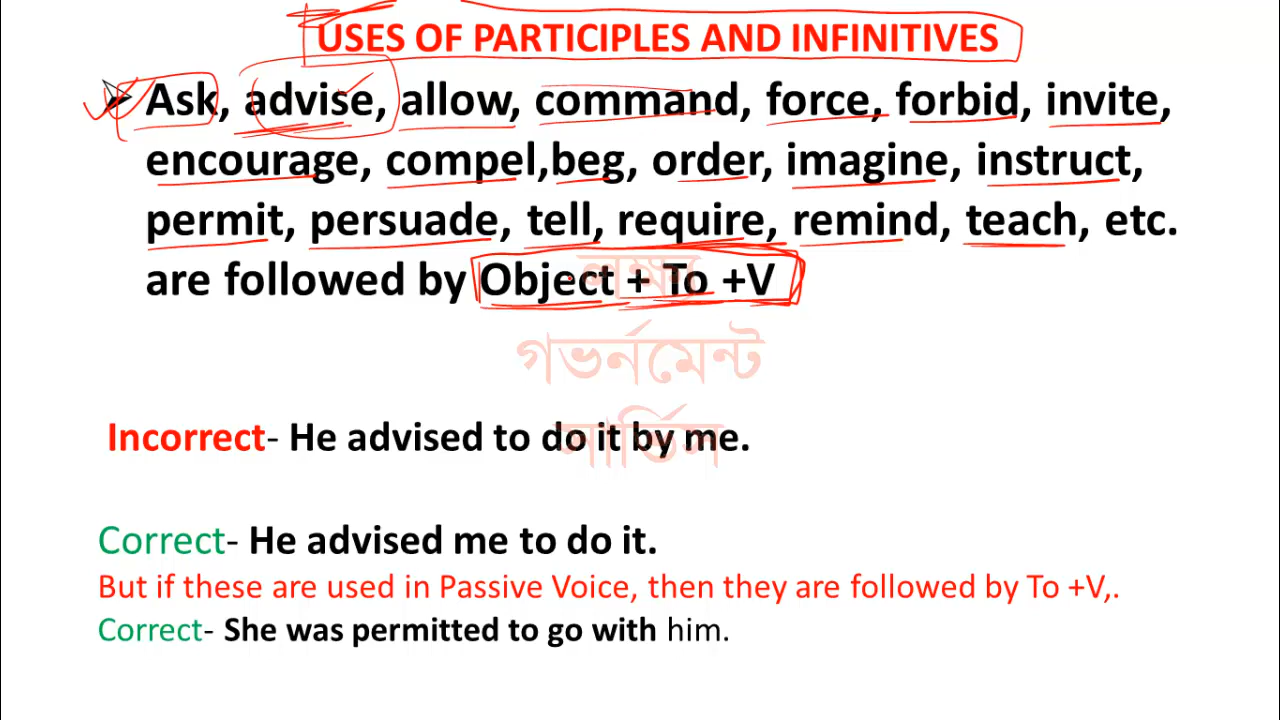 USES OF PARTICIPLES AND INFINITIVES
➢ Ask, advise, allow, command, force, forbid, invite,
encourage, compel,beg, order, imagine, instruct,
permit, persuade, tell, require, remind, teach, etc.
are followed by Object + To +V
লক্ষ্য
গভর্নমেন্ট
সার্ভিস
Incorrect- He advised to do it by me.
Correct- He advised me to do it.
But if these are used in Passive Voice, then they are followed by To +V,.
Correct- She was permitted to go with him.